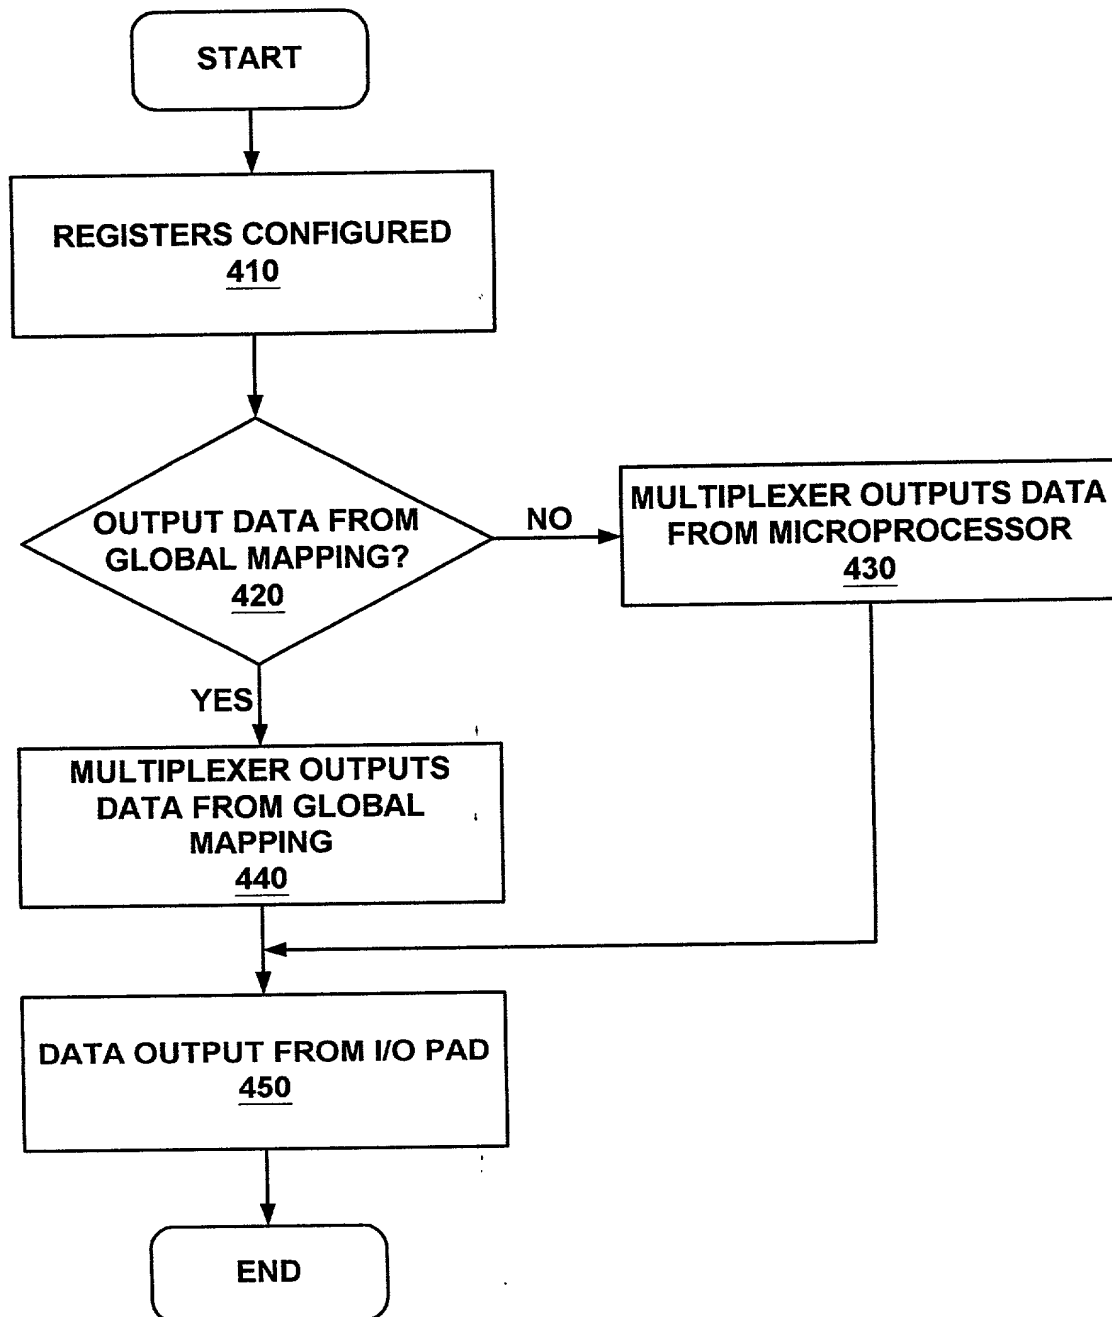 START
REGISTERS CONFIGURED
410
OUTPUT DATA FROM
GLOBAL MAPPING?
420
NO
MULTIPLEXER OUTPUTS DATA
FROM MICROPROCESSOR
430
YES
MULTIPLEXER OUTPUTS
DATA FROM GLOBAL
MAPPING
440
DATA OUTPUT FROM I/O PAD
450
END